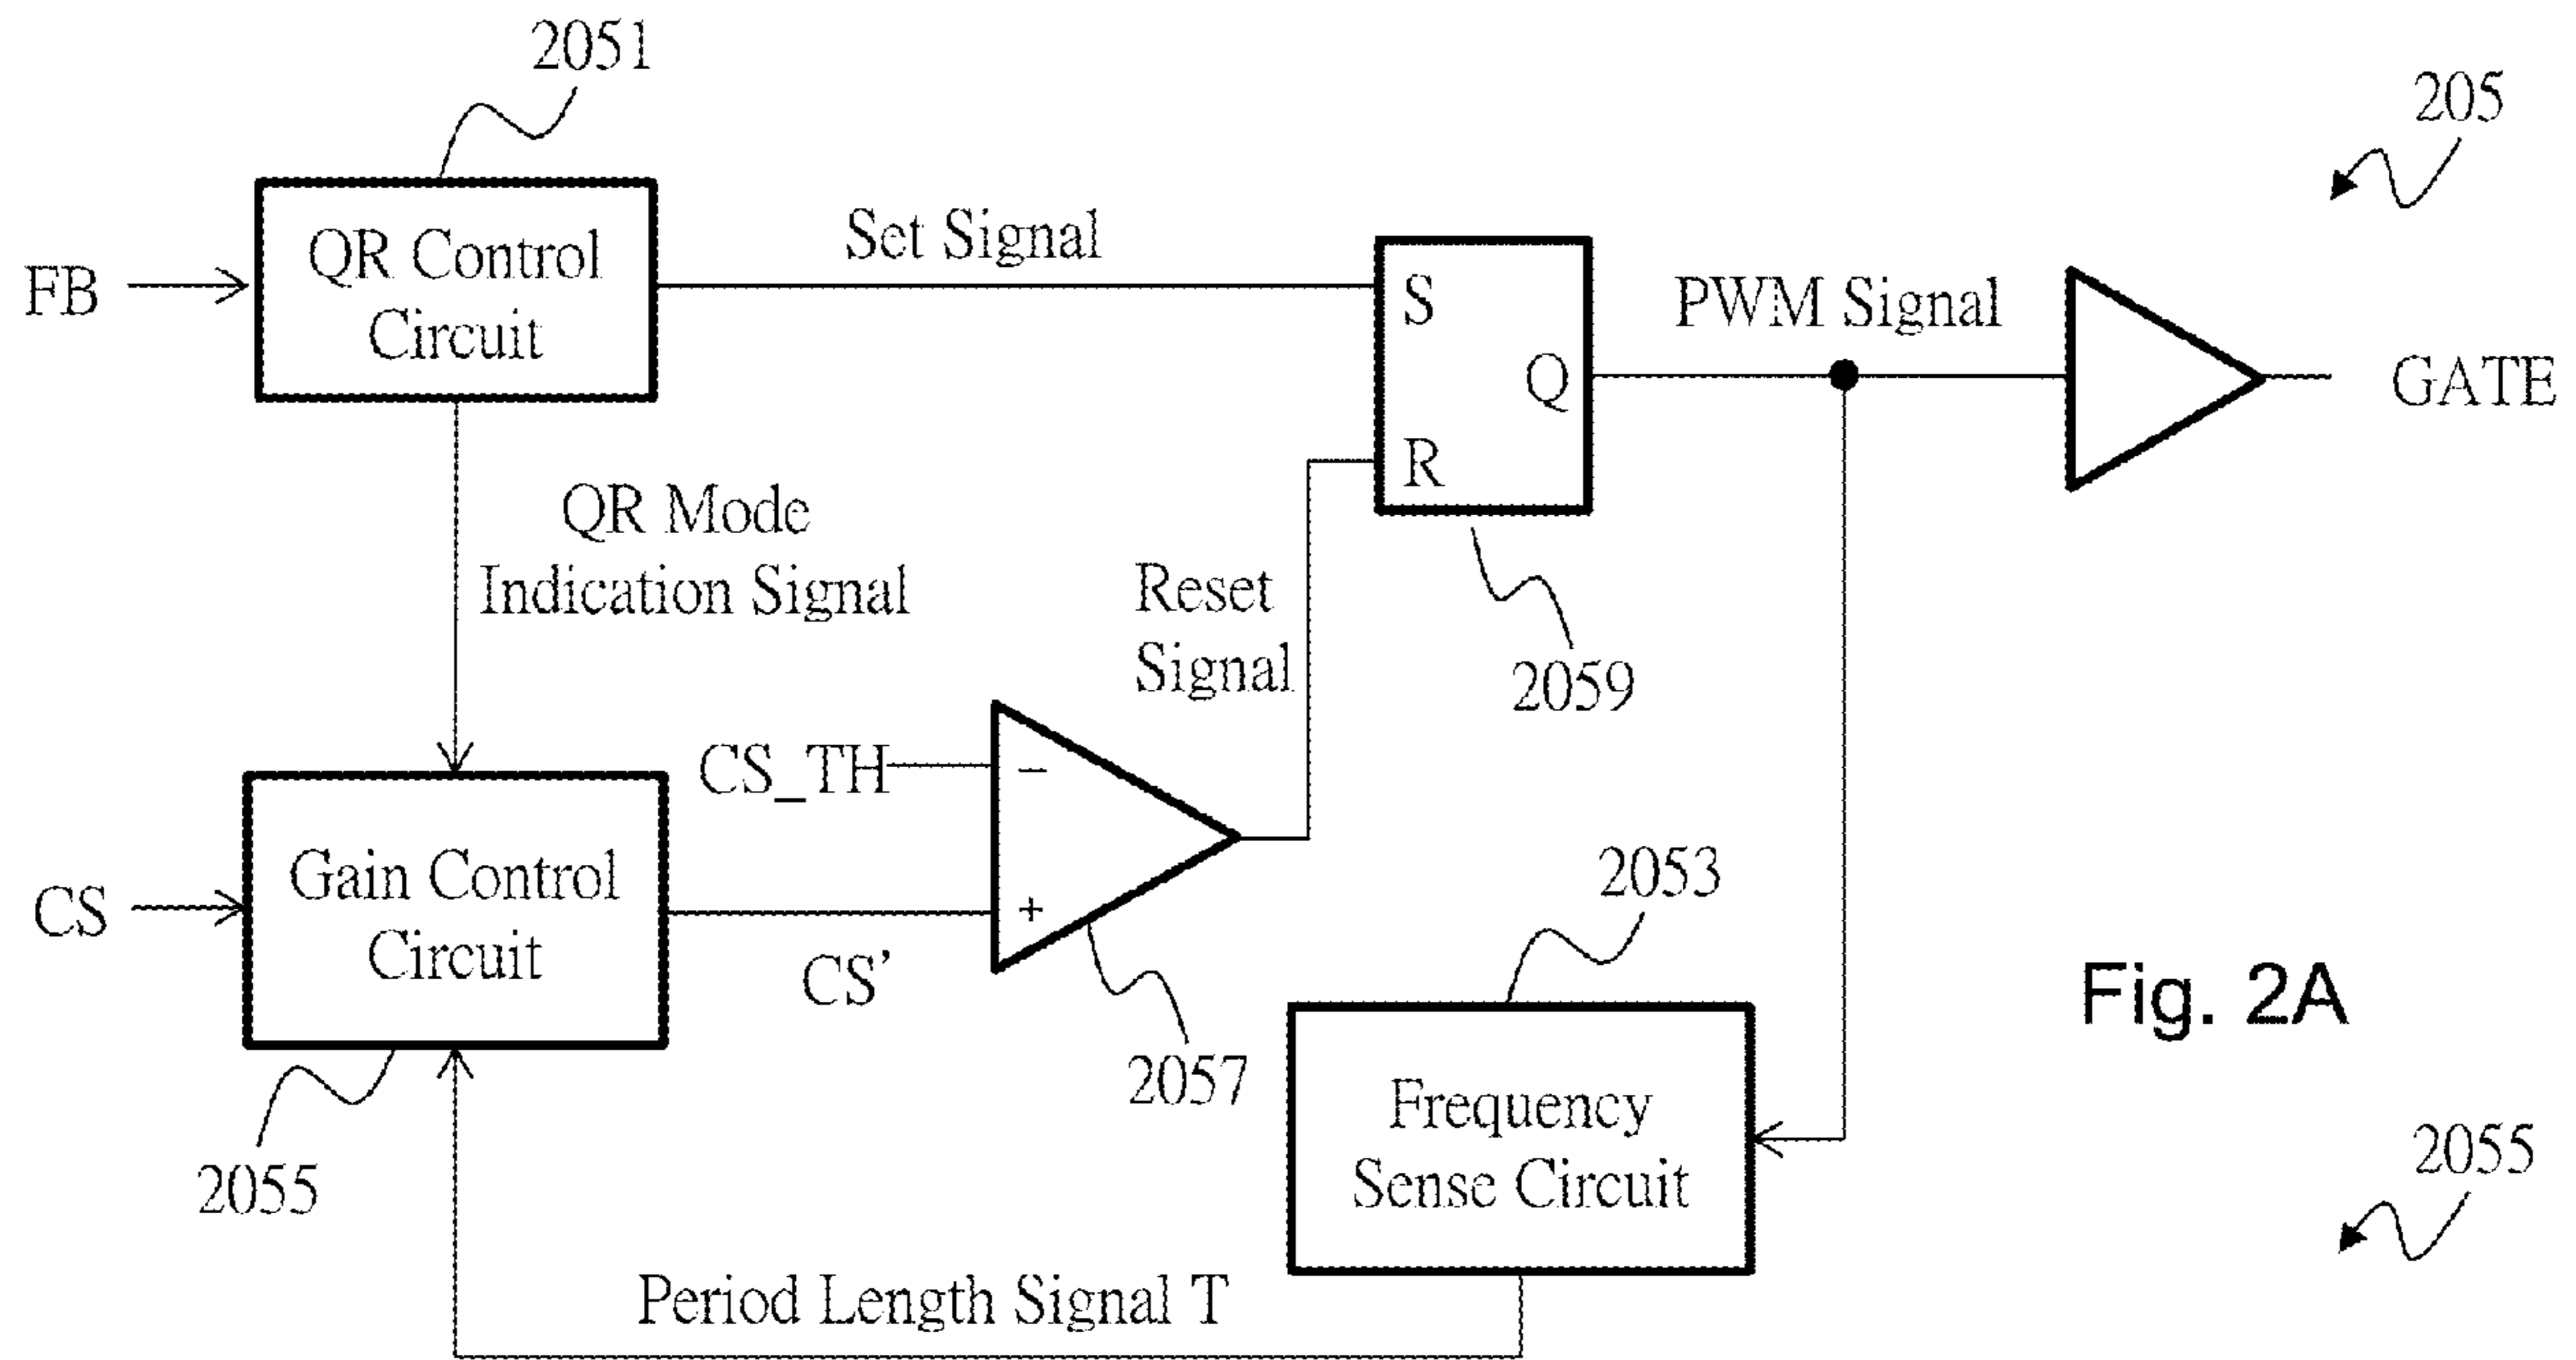 2051
205
QR Control
Circuit
FB
Set Signal
S
Q
R
PWM Signal
GATE
QR Mode
Indication Signal
Reset
Signal
2059
CS_TH
−
+
Gain Control
Circuit
CS
CS’
2057
2053
Frequency
Sense Circuit
Fig. 2A
2055
2055
Period Length Signal T